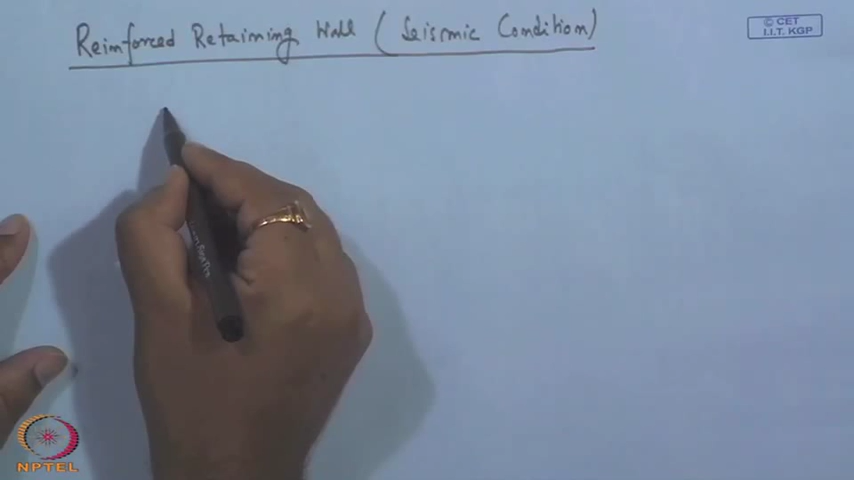 Reinforced Retaining Wall (Seismic Condition)
© CET
I.I.T. KGP
NPTEL